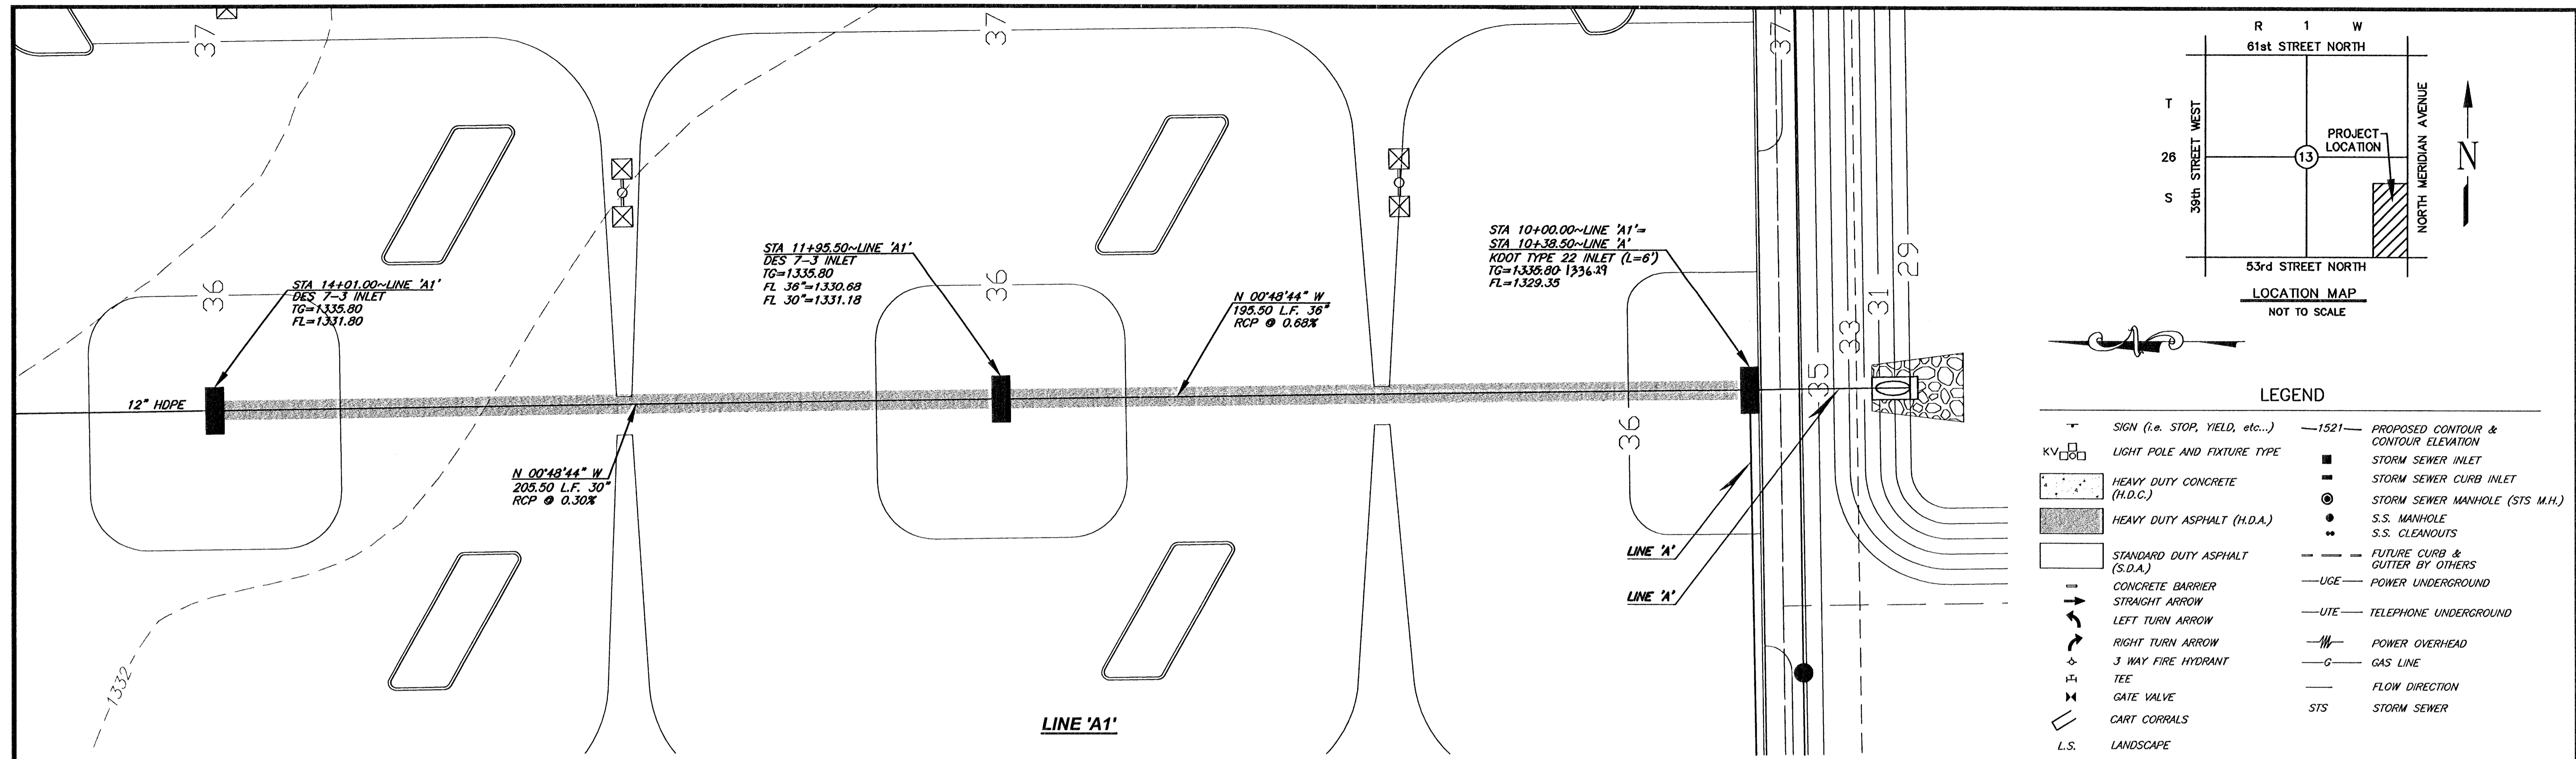 37
37
37
36
STA 14+01.00~LINE 'A1'
DES 7-3 INLET
TG=1335.80
FL=1331.80
12" HDPE
N 00°48'44" W
205.50 L.F. 30"
RCP @ 0.30%
1332
STA 11+95.50~LINE 'A1'
DES 7-3 INLET
TG=1335.80
FL 36"=1330.68
FL 30"=1331.18
36
N 00°48'44" W
195.50 L.F. 36"
RCP @ 0.68%
STA 10+00.00~LINE 'A1'=
STA 10+38.50~LINE 'A'
KDOT TYPE 22 INLET (L=6')
TG=1335.80 1336.29
FL=1329.35
36
35
33
31
29
LINE 'A'
LINE 'A'
LINE 'A1'
R 1 W
61st STREET NORTH
T
26
S
39th STREET WEST
13
PROJECT
LOCATION
NORTH MERIDIAN AVENUE
53rd STREET NORTH
LOCATION MAP
NOT TO SCALE
N
N
LEGEND
SIGN (i.e. STOP, YIELD, etc...)
KV LIGHT POLE AND FIXTURE TYPE
HEAVY DUTY CONCRETE
(H.D.C.)
HEAVY DUTY ASPHALT (H.D.A.)
STANDARD DUTY ASPHALT
(S.D.A.)
CONCRETE BARRIER
STRAIGHT ARROW
LEFT TURN ARROW
RIGHT TURN ARROW
3 WAY FIRE HYDRANT
TEE
GATE VALVE
CART CORRALS
L.S. LANDSCAPE
1521 PROPOSED CONTOUR &
CONTOUR ELEVATION
STORM SEWER INLET
STORM SEWER CURB INLET
STORM SEWER MANHOLE (STS M.H.)
S.S. MANHOLE
S.S. CLEANOUTS
FUTURE CURB &
GUTTER BY OTHERS
UGE POWER UNDERGROUND
UTE TELEPHONE UNDERGROUND
POWER OVERHEAD
G GAS LINE
FLOW DIRECTION
STS STORM SEWER